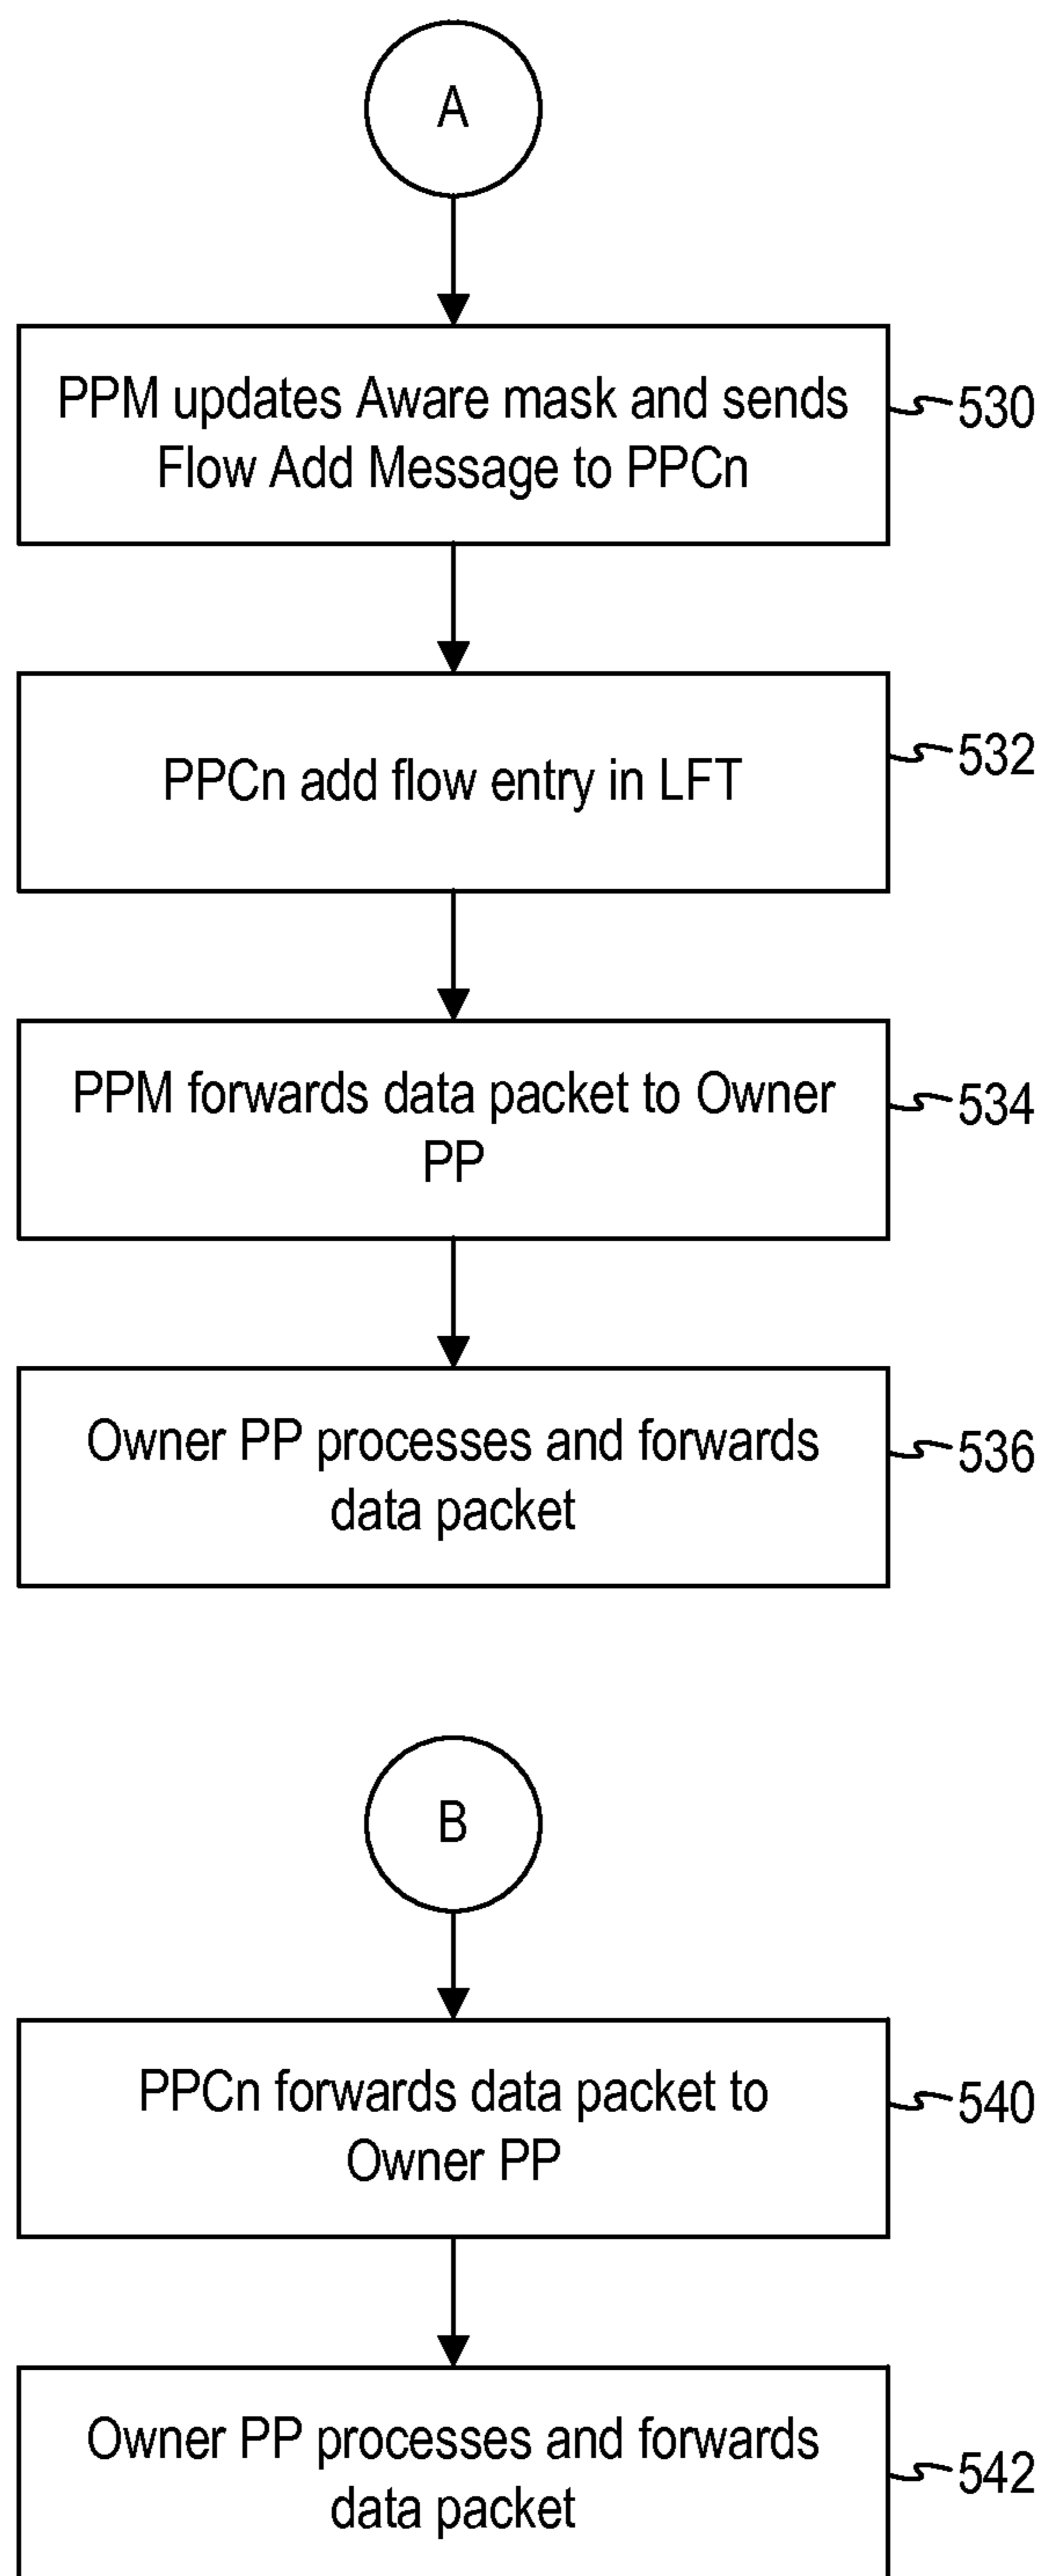 A
PPM updates Aware mask and sends
Flow Add Message to PPCn
530
PPCn add flow entry in LFT
532
PPM forwards data packet to Owner
PP
534
Owner PP processes and forwards
data packet
536
B
PPCn forwards data packet to
Owner PP
540
Owner PP processes and forwards
data packet
542